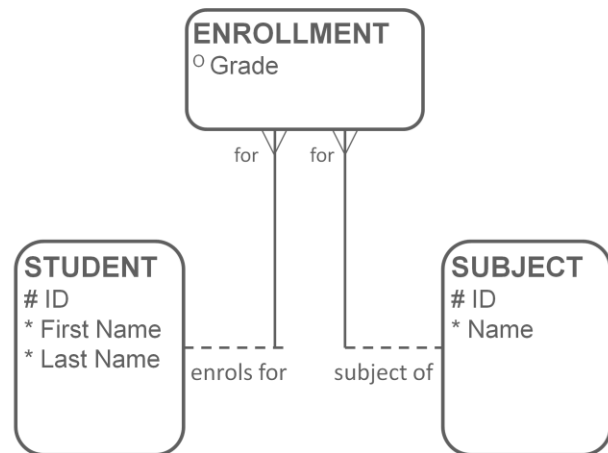 ENROLLMENT
O Grade
for
for
STUDENT
# ID
* First Name
* Last Name
enrols for
subject of
SUBJECT
# ID
* Name